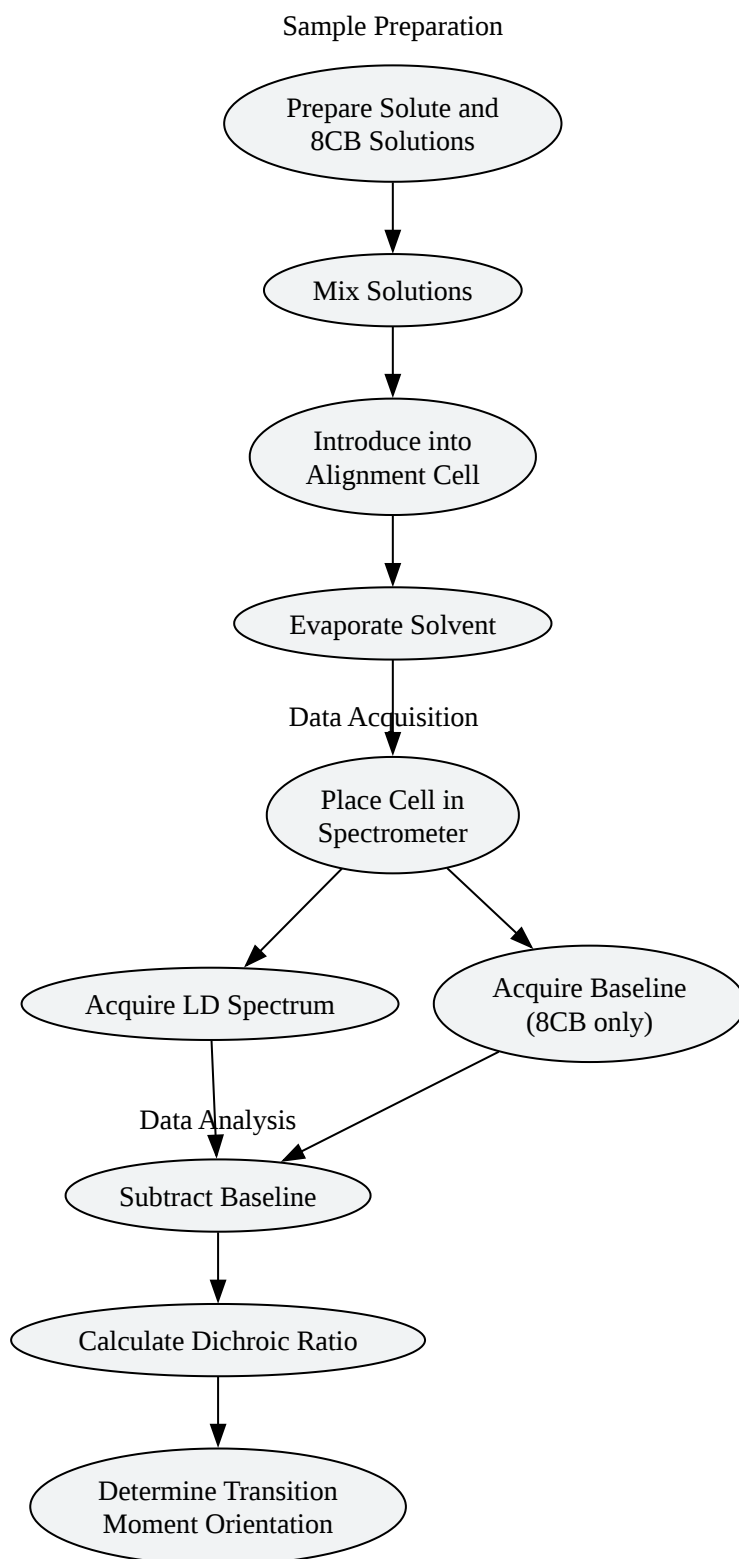 Sample Preparation
Prepare Solute and
8CB Solutions
Mix Solutions
Introduce into
Alignment Cell
Evaporate Solvent
Data Acquisition
Place Cell in
Spectrometer
Acquire LD Spectrum
Acquire Baseline
(8CB only)
Data Analysis
Subtract Baseline
Calculate Dichroic Ratio
Determine Transition
Moment Orientation